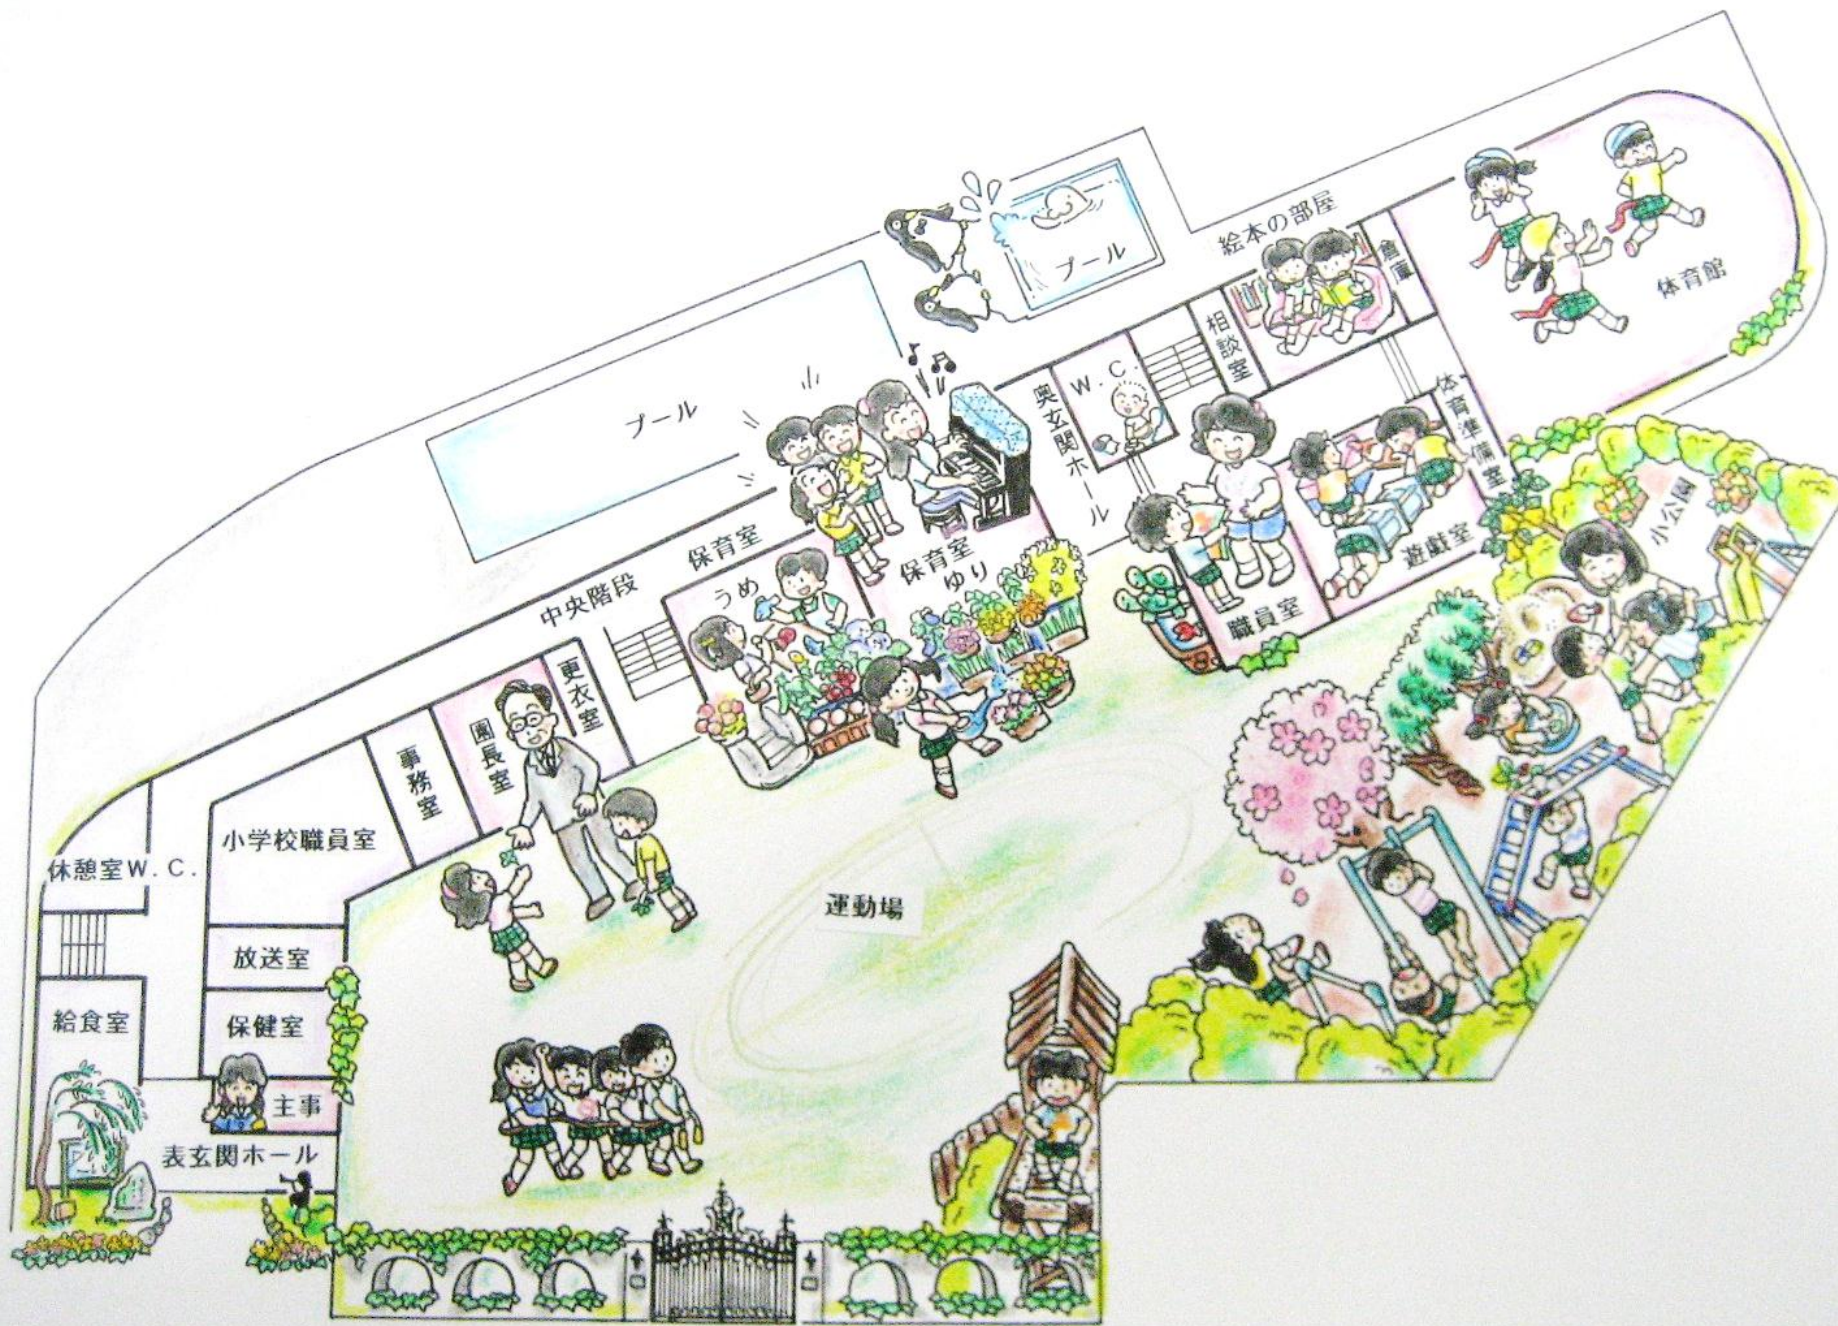 プール
プール
絵本の部屋
倉庫
体育館
相談室
W.C.
奥玄関ホール
体育準備室
遊戯室
職員室
小公園
保育室
うめ
保育室
ゆり
中央階段
更衣室
園長室
事務室
小学校職員室
休憩室W.C.
放送室
保健室
給食室
主事
表玄関ホール
運動場